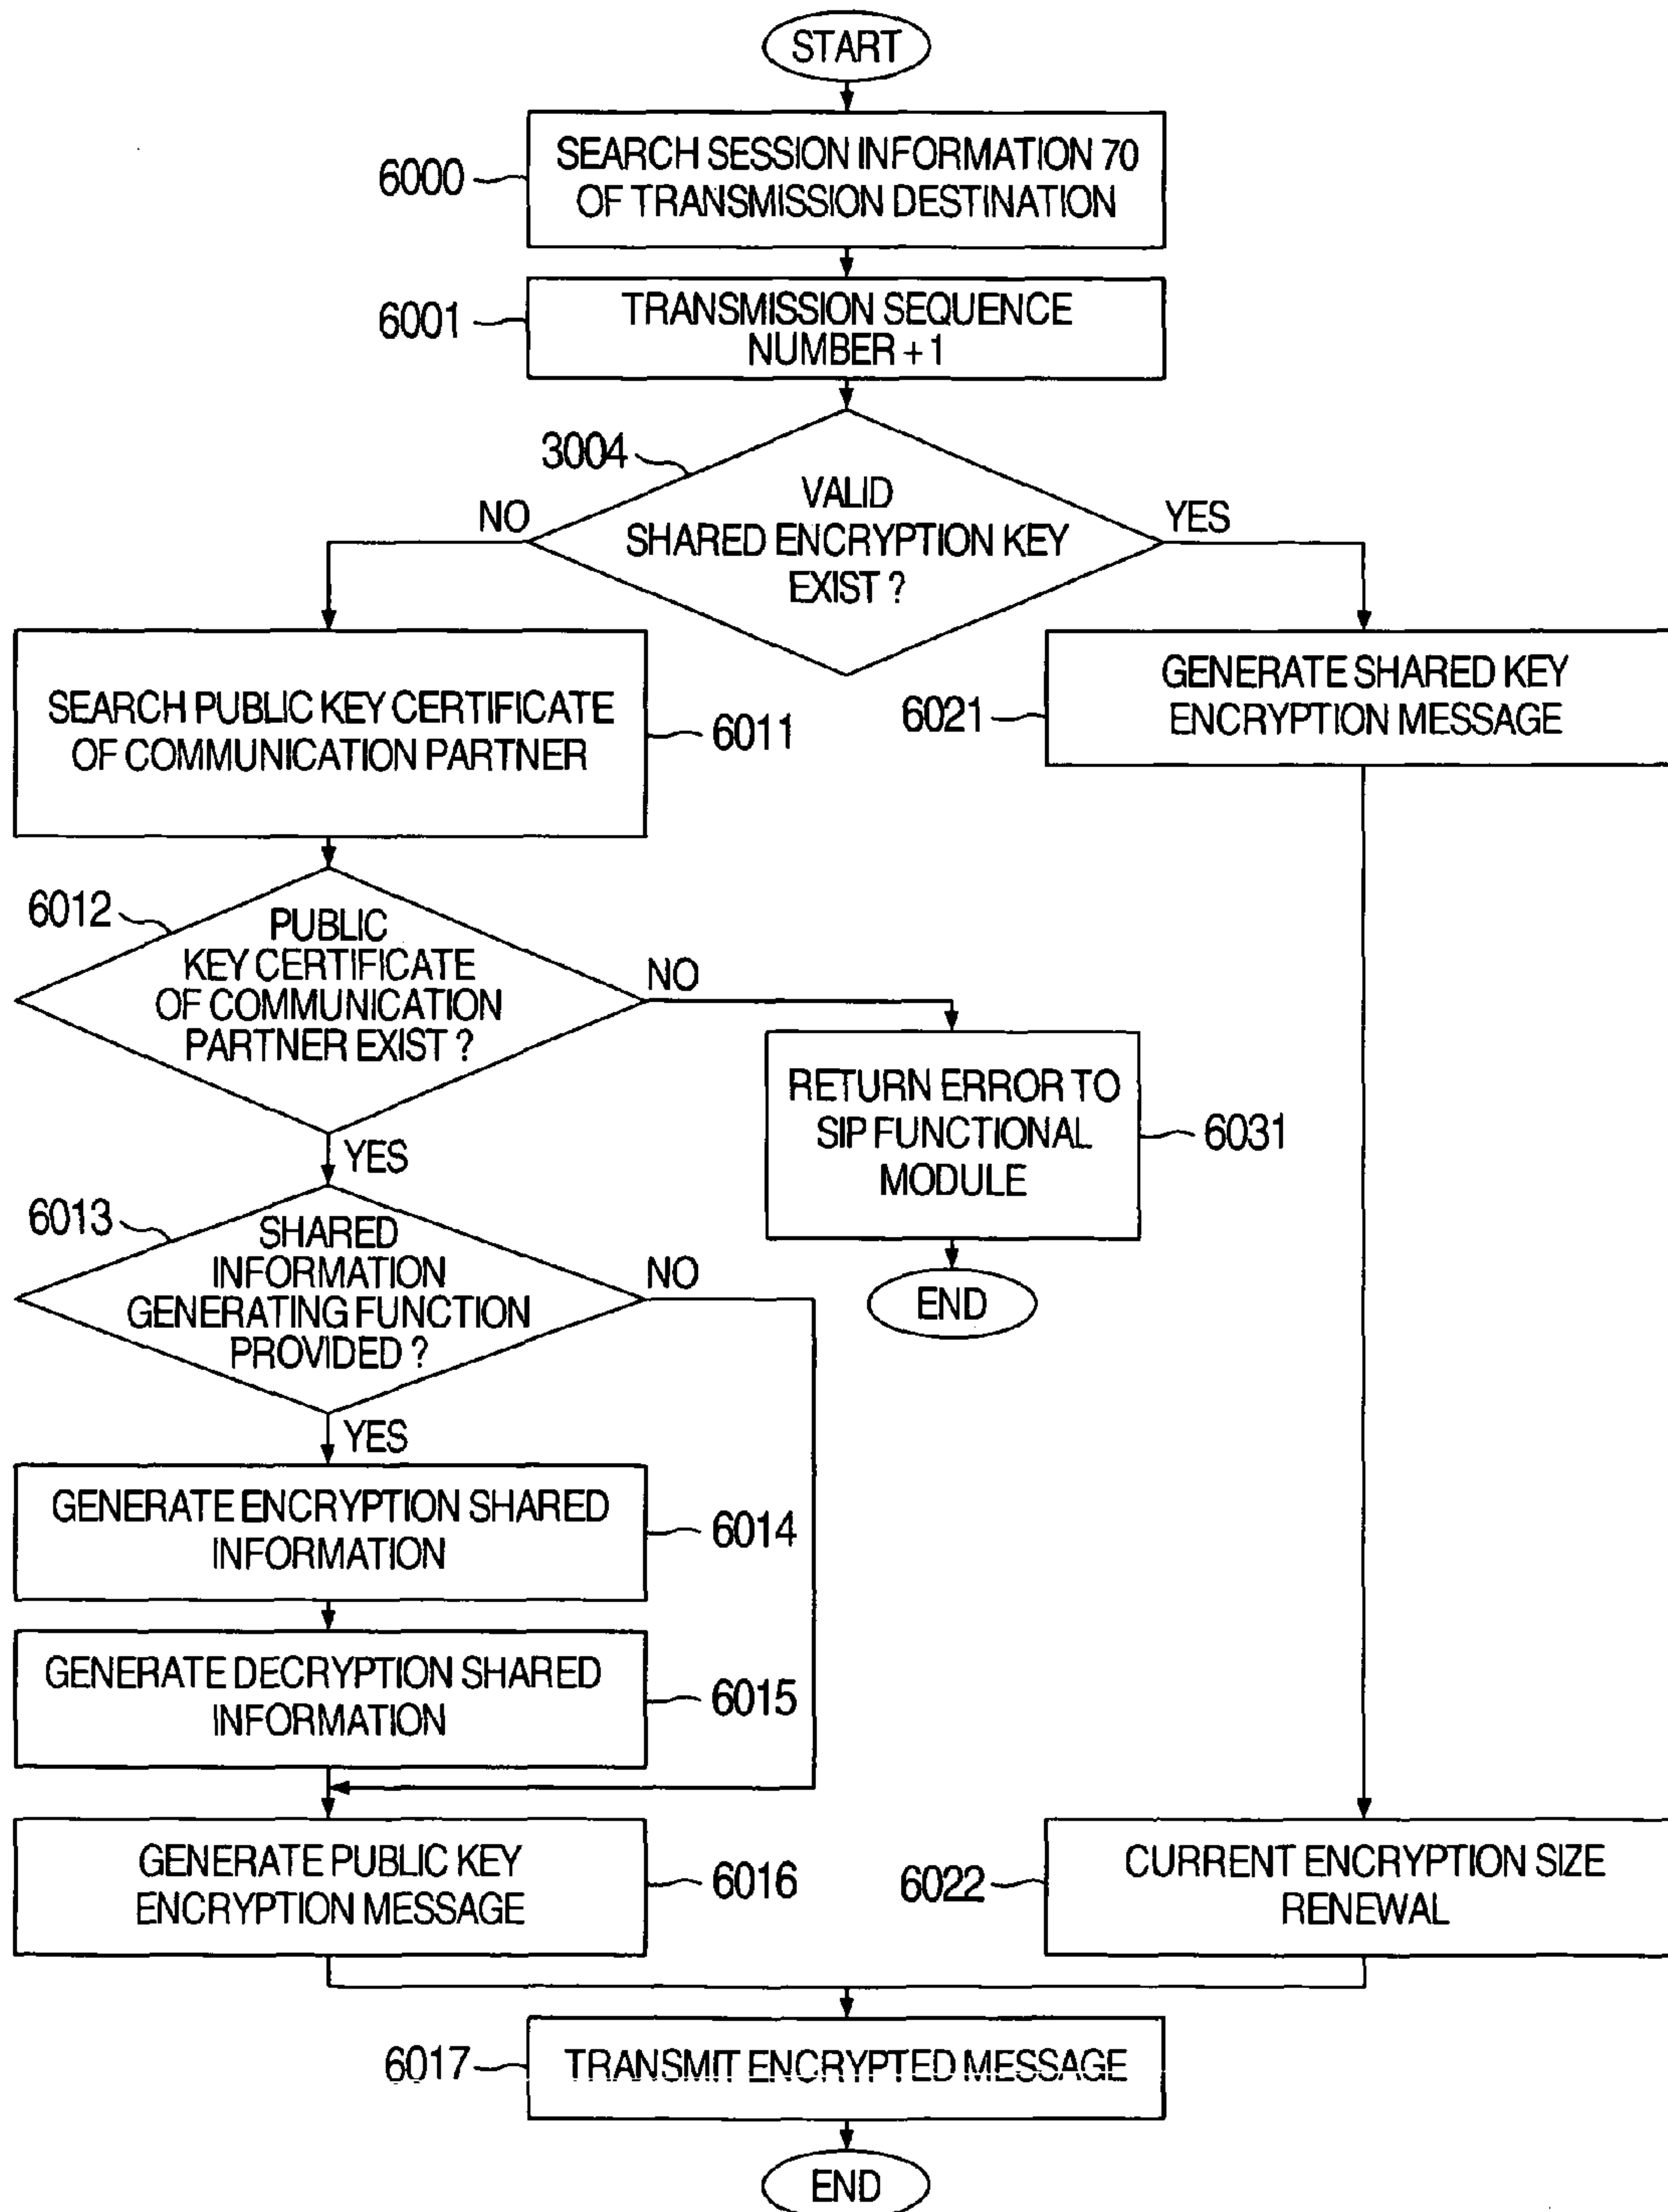 START
6000
SEARCH SESSION INFORMATION 70
OF TRANSMISSION DESTINATION
6001
TRANSMISSION SEQUENCE
NUMBER +1
3004
VALID
SHARED ENCRYPTION KEY
EXIST ?
NO
YES
SEARCH PUBLIC KEY CERTIFICATE
OF COMMUNICATION PARTNER
6011
6021
GENERATE SHARED KEY
ENCRYPTION MESSAGE
6012
PUBLIC
KEY CERTIFICATE
OF COMMUNICATION
PARTNER EXIST ?
NO
YES
RETURN ERROR TO
SIP FUNCTIONAL
MODULE
6031
END
6013
SHARED
INFORMATION
GENERATING FUNCTION
PROVIDED ?
NO
YES
GENERATE ENCRYPTION SHARED
INFORMATION
6014
GENERATE DECRYPTION SHARED
INFORMATION
6015
GENERATE PUBLIC KEY
ENCRYPTION MESSAGE
6016
6022
CURRENT ENCRYPTION SIZE
RENEWAL
6017
TRANSMIT ENCRYPTED MESSAGE
END